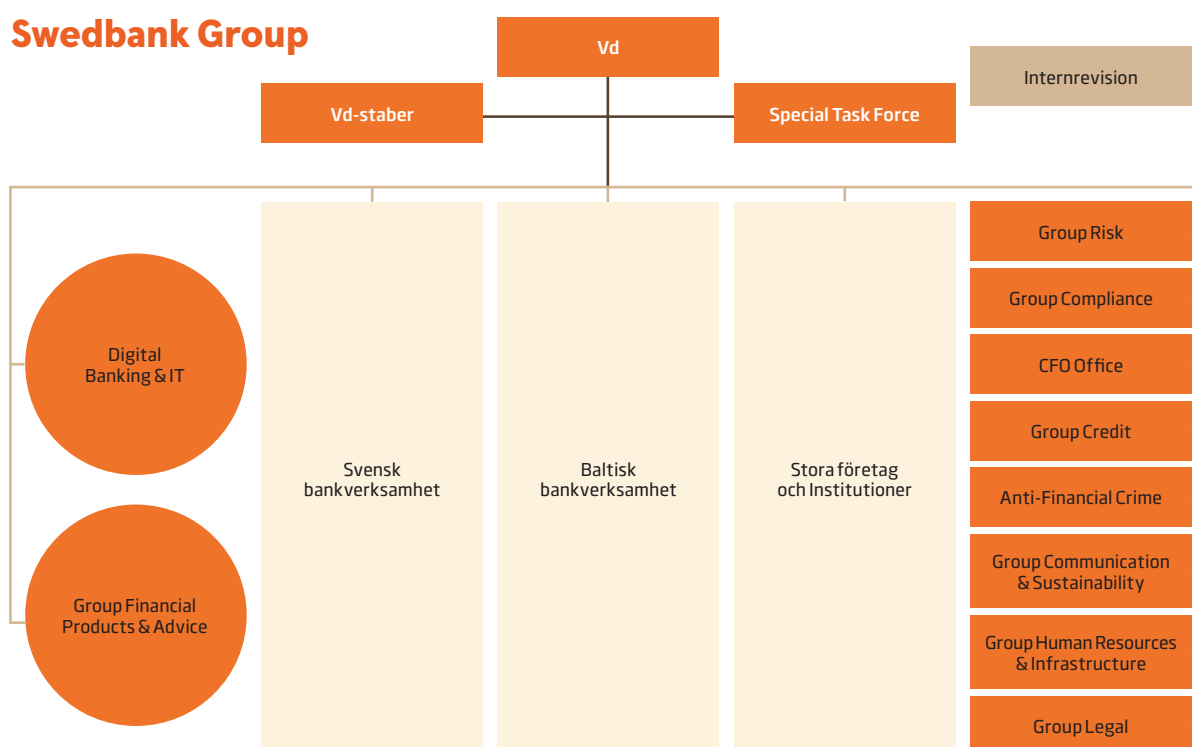 Swedbank Group
Vd
Internrevision
Vd-staber
Special Task Force
Digital
Banking & IT
Group Financial
Products & Advice
Svensk
bankverksamhet
Baltisk
bankverksamhet
Stora företag
och Institutioner
Group Risk
Group Compliance
CFO Office
Group Credit
Anti-Financial Crime
Group Communication
& Sustainability
Group Human Resources
& Infrastructure
Group Legal